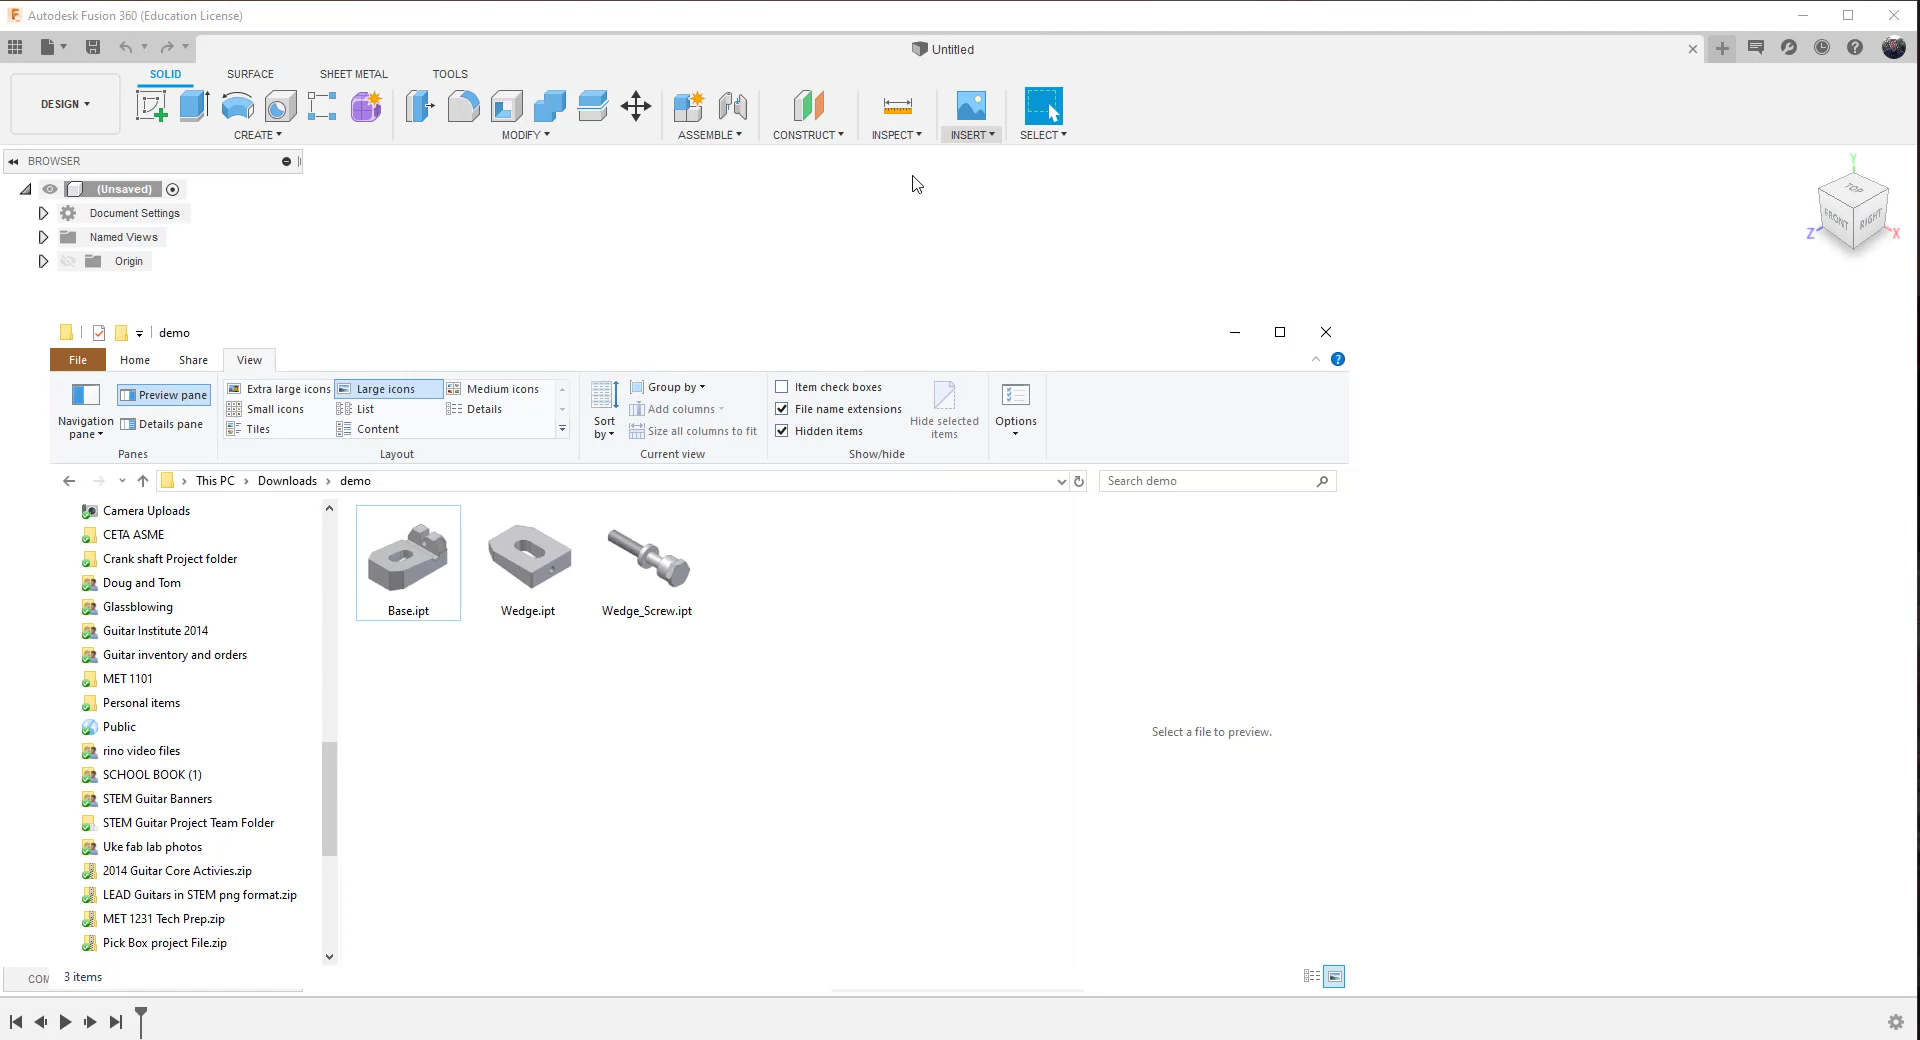 Autodesk Fusion 360 (Education License)
Untitled
SOLID SURFACE SHEET METAL TOOLS
DESIGN
CREATE MODIFY ASSEMBLE CONSTRUCT INSPECT INSERT SELECT
BROWSER
(Unsaved)
Document Settings
Named Views
Origin
Y
TOP
FRONT
RIGHT
Z
X
demo
File Home Share View
Navigation pane
Preview pane
Details pane
Panes
Extra large icons Large icons Medium icons
Small icons List Details
Tiles Content
Layout
Sort by
Group by
Add columns
Size all columns to fit
Current view
Item check boxes
File name extensions
Hidden items
Hide selected items
Show/hide
Options
This PC Downloads demo
Search demo
Camera Uploads
CETA ASME
Crank shaft Project folder
Doug and Tom
Glassblowing
Guitar Institute 2014
Guitar inventory and orders
MET 1101
Personal items
Public
rino video files
SCHOOL BOOK (1)
STEM Guitar Banners
STEM Guitar Project Team Folder
Uke fab lab photos
2014 Guitar Core Activies.zip
LEAD Guitars in STEM png format.zip
MET 1231 Tech Prep.zip
Pick Box project File.zip
Base.ipt
Wedge.ipt
Wedge_Screw.ipt
Select a file to preview.
COM
3 items